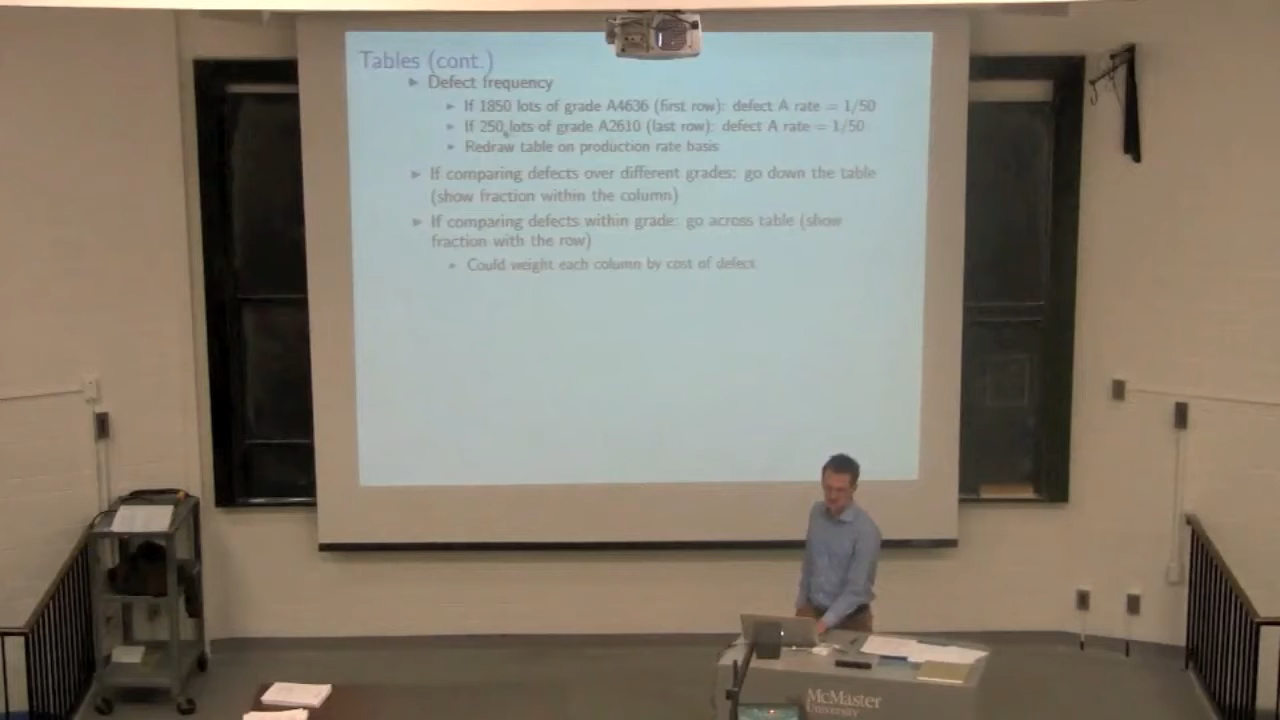 Tables (cont.)
Defect frequency
If 1850 lots of grade A4636 (first row): defect A rate = 1/50
If 250 lots of grade A2610 (last row): defect A rate = 1/50
Redraw table on production rate basis
If comparing defects over different grades: go down the table
(show fraction within the column)
If comparing defects within grade: go across table (show
fraction with the row)
Could weight each column by cost of defect
McMaster
University